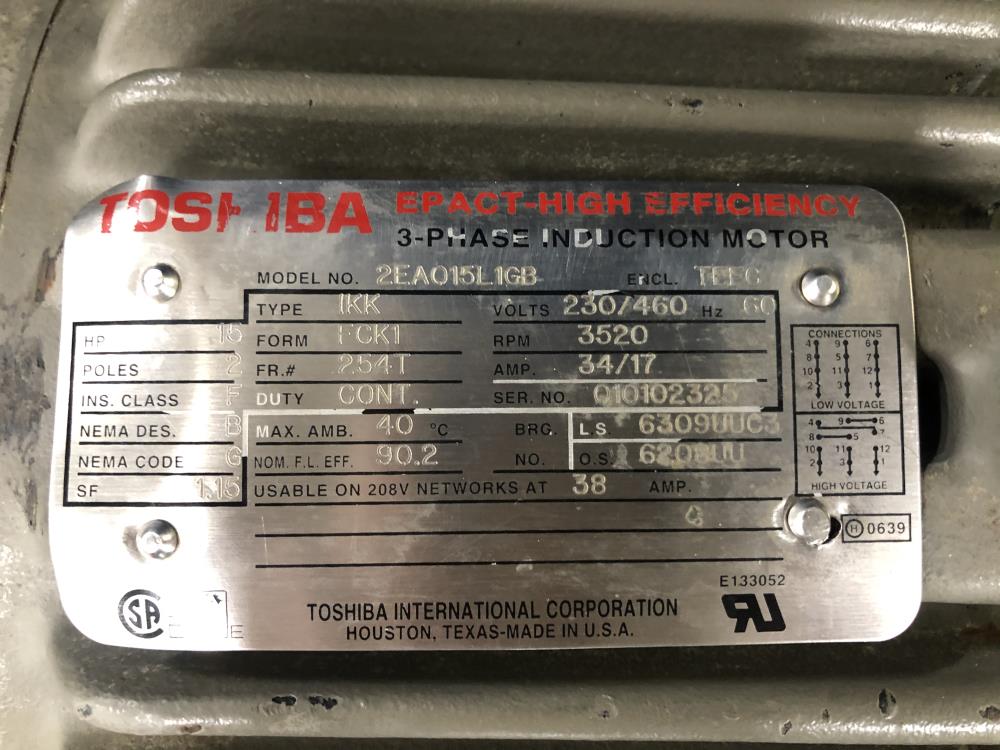 TOSHIBA EPACT-HIGH EFFICIENCY
3-PHASE INDUCTION MOTOR
MODEL NO. 2EA015L1GB ENCL. TEFC
TYPE IKK VOLTS 230/460 Hz 60
HP 15 FORM FCK1 RPM 3520
POLES 2 FR.# 254T AMP. 34/17
INS. CLASS F DUTY CONT. SER. NO. 010102325
NEMA DES. B MAX. AMB. 40 °C BRG. L.S 6309UUC3
NEMA CODE G NOM. F.L. EFF. 90.2 NO. O.S. 6208UU
SF 1.15 USABLE ON 208V NETWORKS AT 38 AMP.
CONNECTIONS
4 9 6
8 5 7
10 11 12
2 3 1
LOW VOLTAGE
4 9 6
8 5 7
10 11 12
2 3 1
HIGH VOLTAGE
H 0639
E133052
SA
TOSHIBA INTERNATIONAL CORPORATION
HOUSTON, TEXAS-MADE IN U.S.A.